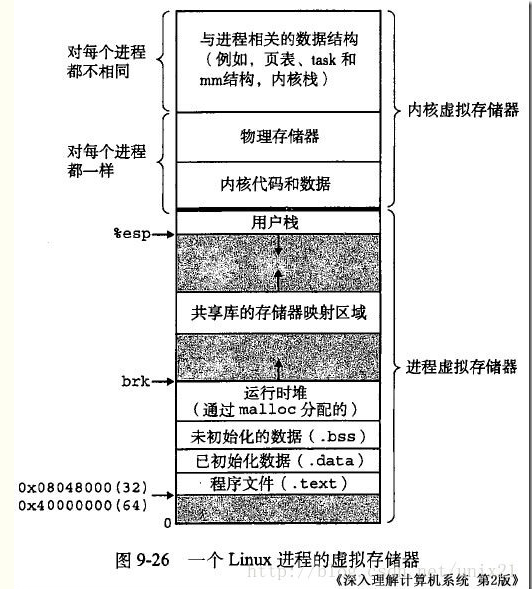 对每个进程
都不相同
与进程相关的数据结构
（例如，页表、task 和
mm结构，内核栈）
内核虚拟存储器
对每个进程
都一样
物理存储器
内核代码和数据
用户栈
%esp
共享库的存储器映射区域
进程虚拟存储器
brk
运行时堆
（通过 malloc 分配的）
未初始化的数据（.bss）
已初始化数据（.data）
程序文件（.text）
0x08048000(32)
0x40000000(64)
0
图 9-26 一个 Linux 进程的虚拟存储器
http://blog.csdn.net/unix21
《深入理解计算机系统 第2版》